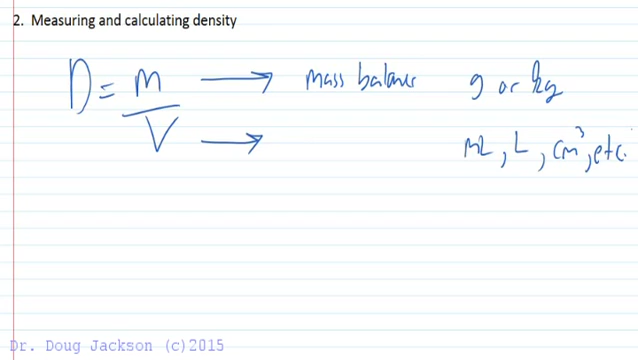 2. Measuring and calculating density
D = m → mass balance g or kg
V → mL, L, cm³, etc.
Dr. Doug Jackson (c)2015